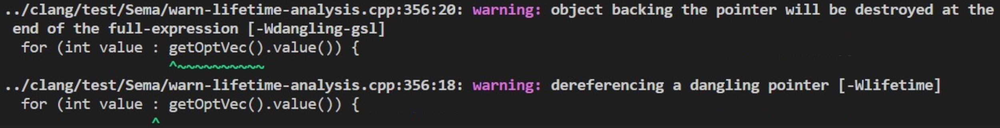 ../clang/test/Sema/warn-lifetime-analysis.cpp:356:20: warning: object backing the pointer will be destroyed at the
 end of the full-expression [-Wdangling-gsl]
  for (int value : getOptVec().value()) {
                   ^~~~~~~~~~~
../clang/test/Sema/warn-lifetime-analysis.cpp:356:18: warning: dereferencing a dangling pointer [-Wlifetime]
  for (int value : getOptVec().value()) {
                 ^